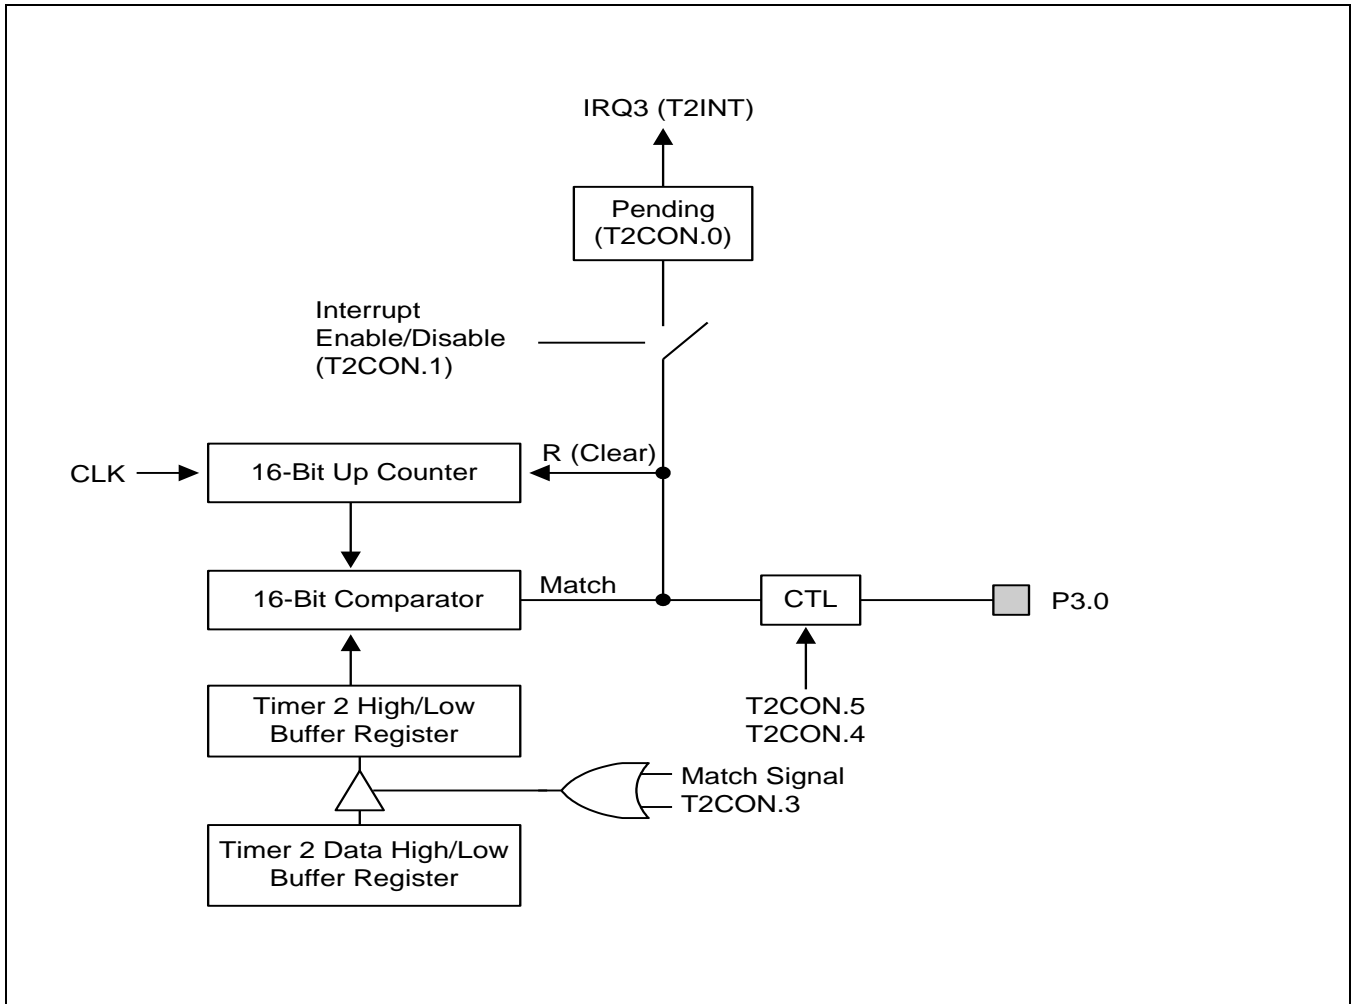 IRQ3 (T2INT)
Pending
(T2CON.0)
Interrupt
Enable/Disable
(T2CON.1)
R (Clear)
CLK
16-Bit Up Counter
16-Bit Comparator
Match
CTL
P3.0
Timer 2 High/Low
Buffer Register
T2CON.5
T2CON.4
Match Signal
T2CON.3
Timer 2 Data High/Low
Buffer Register